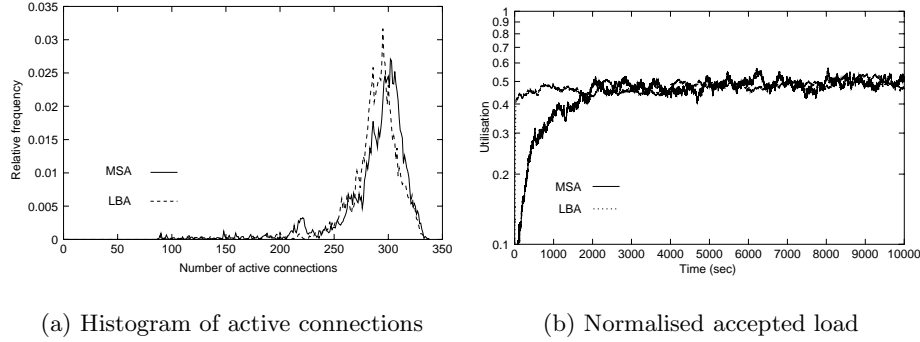 0.035
0.03
0.025
0.02
0.015
0.01
0.005
0
Relative frequency
MSA
LBA
0 50 100 150 200 250 300 350
Number of active connections
(a) Histogram of active connections
1
0.9
0.8
0.7
0.6
0.5
0.4
0.3
0.2
0.1
Utilisation
MSA
LBA
0 1000 2000 3000 4000 5000 6000 7000 8000 9000 10000
Time (sec)
(b) Normalised accepted load